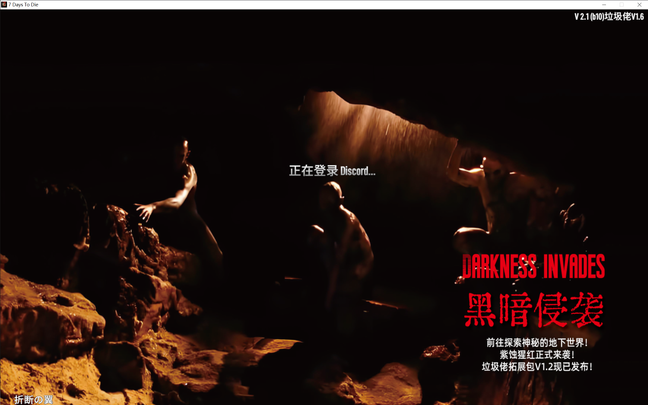 7 Days To Die
V 2.1 (b10)垃圾佬V1.6
正在登录 Discord...
DARKNESS INVADES
黑暗侵袭
前往探索神秘的地下世界!
紫蚀猩红正式来袭!
垃圾佬拓展包V1.2现已发布!
折断の翼